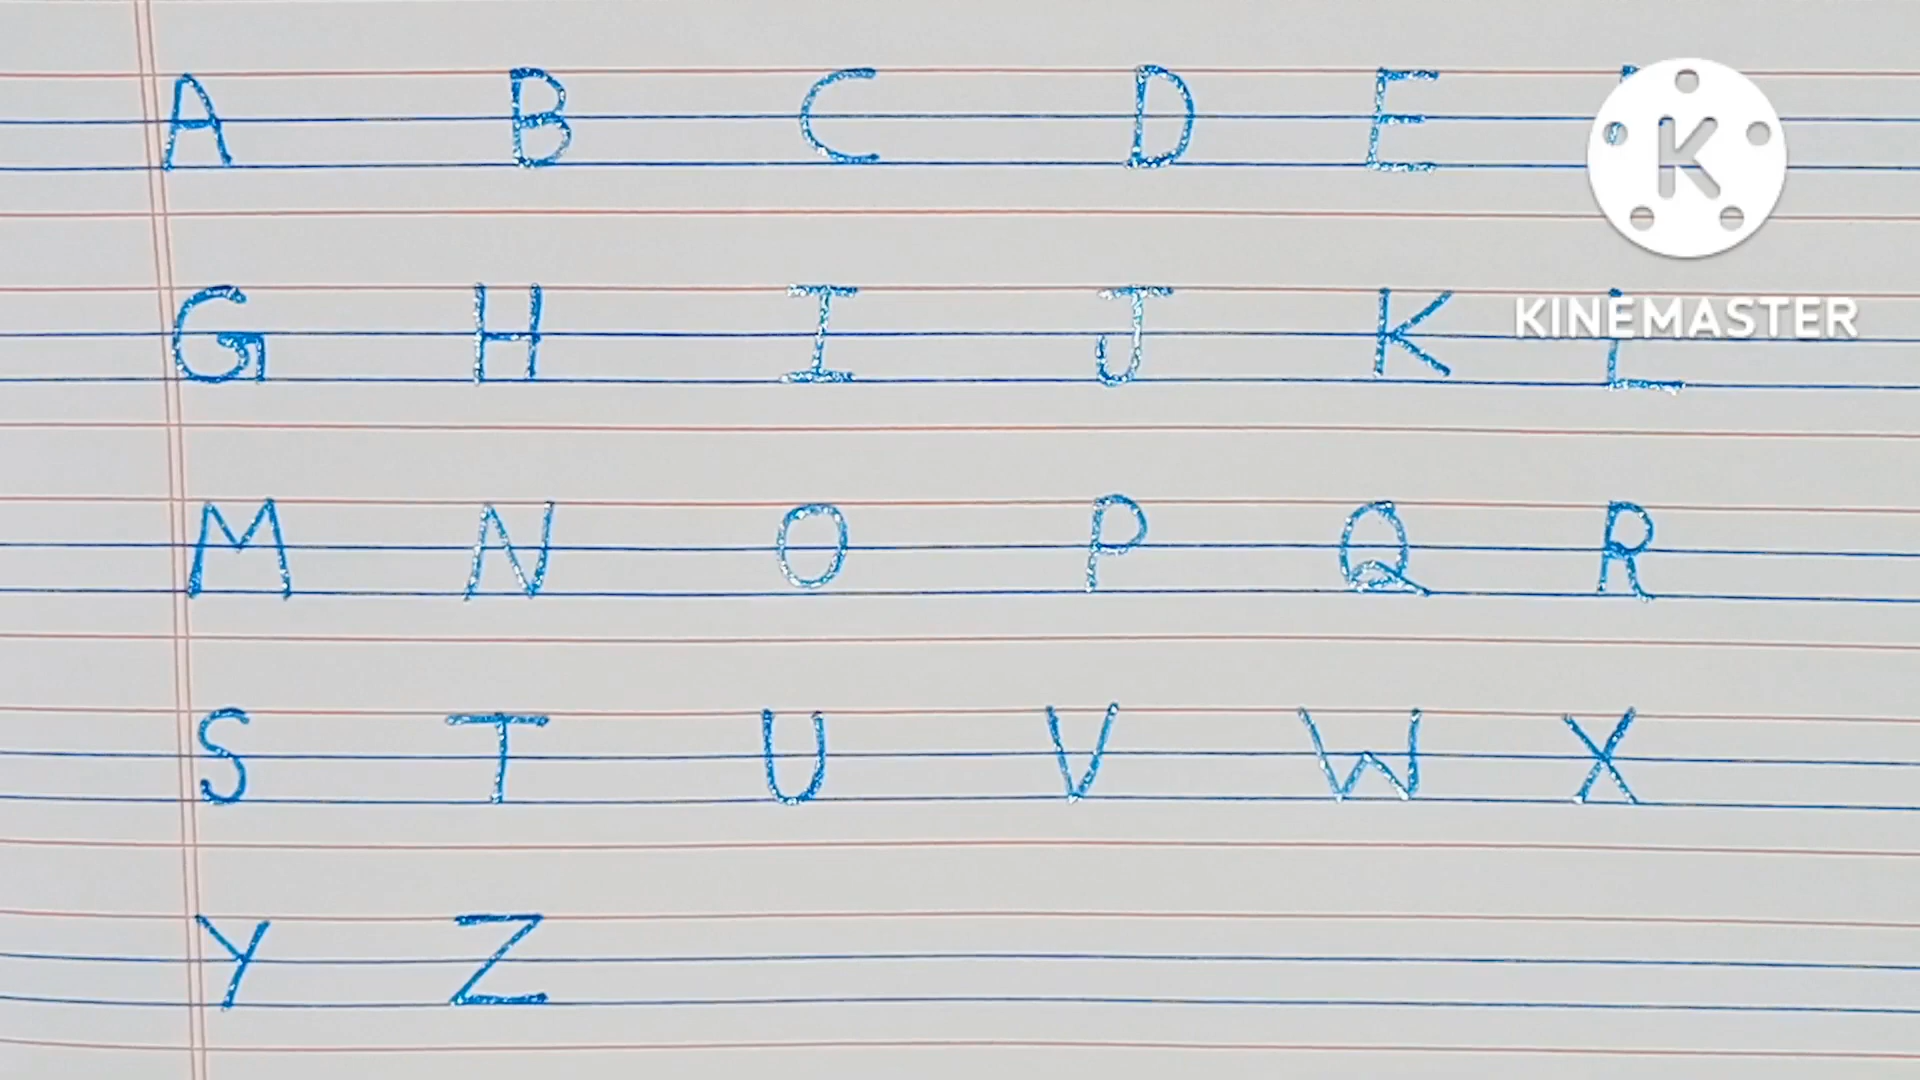 A B C D E
K
KINEMASTER
G H I J K L
M N O P Q R
S T U V W X
Y Z